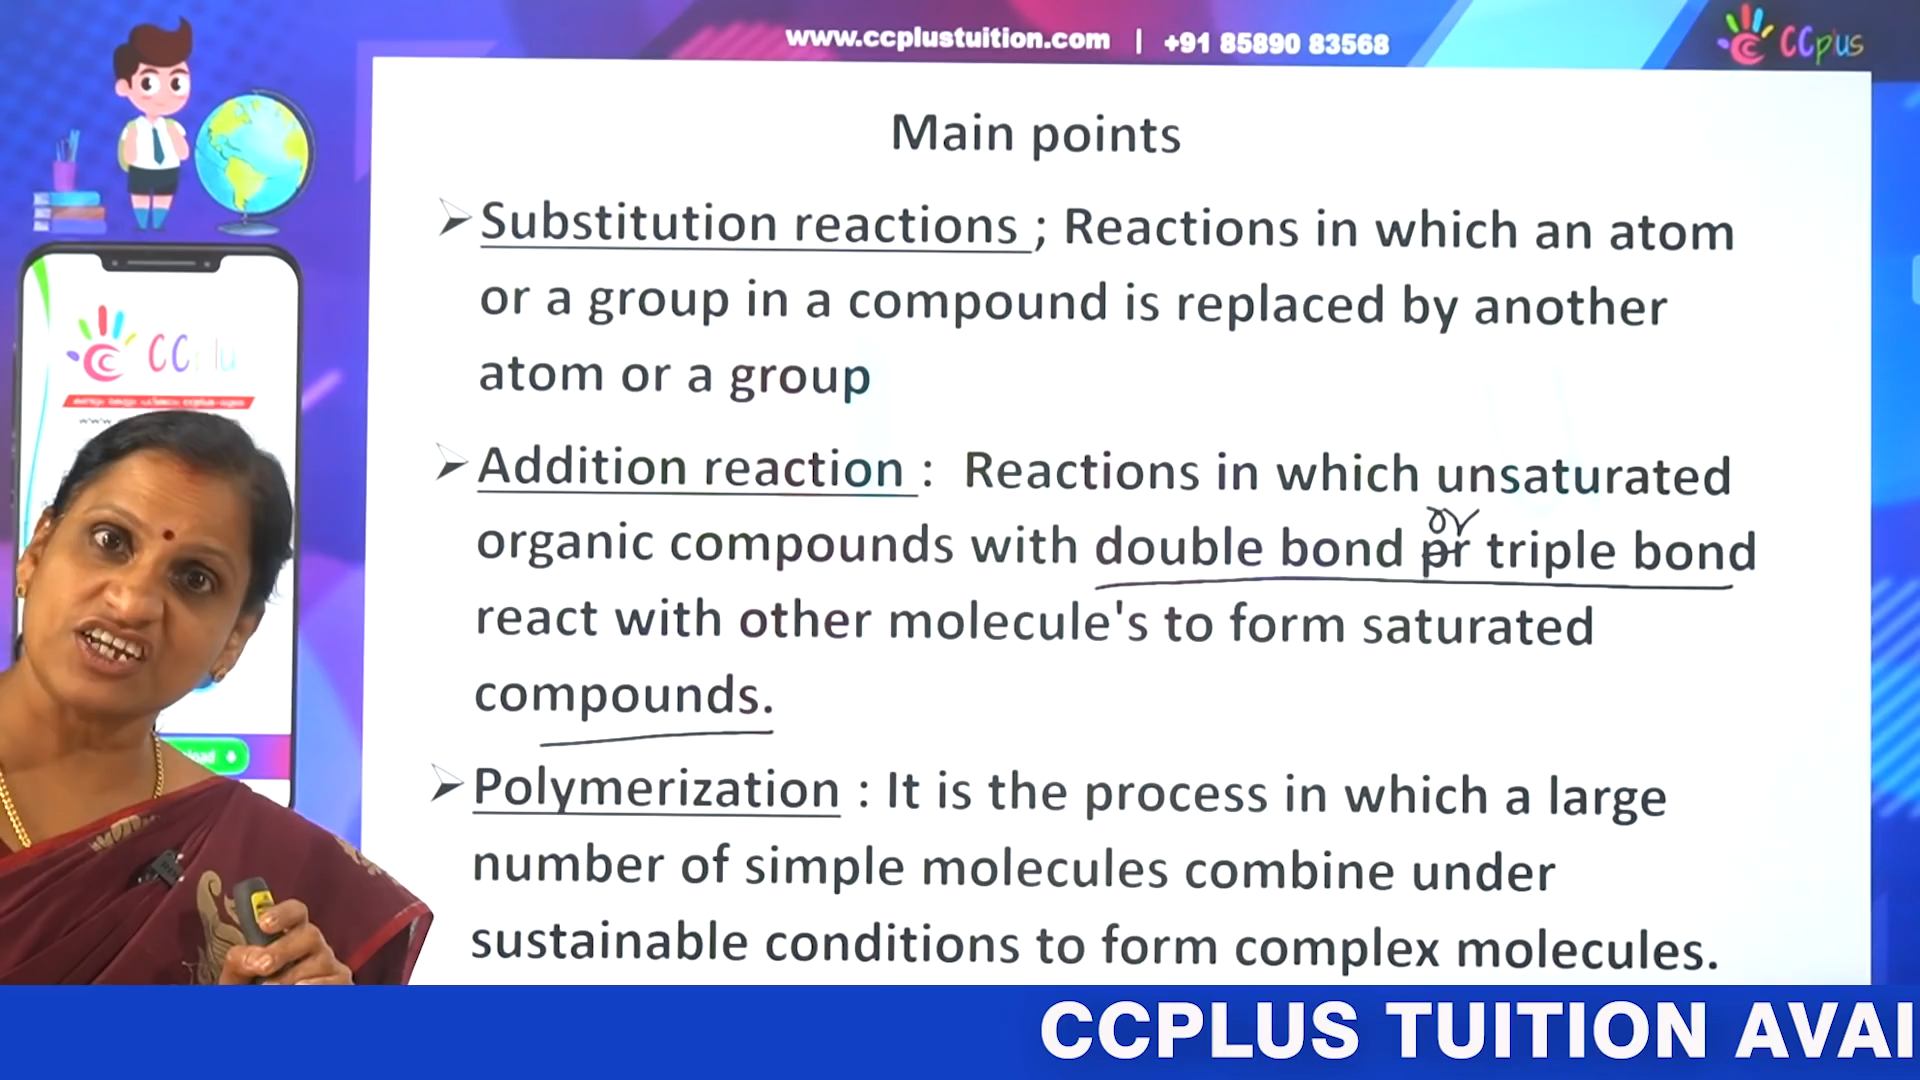 www.ccplustuition.com | +91 85890 83568
CCplus
Main points
Substitution reactions ; Reactions in which an atom
or a group in a compound is replaced by another
atom or a group
Addition reaction : Reactions in which unsaturated
or
organic compounds with double bond pr triple bond
react with other molecule's to form saturated
compounds.
Polymerization : It is the process in which a large
number of simple molecules combine under
sustainable conditions to form complex molecules.
CCplu
CCPLUS TUITION AVAI